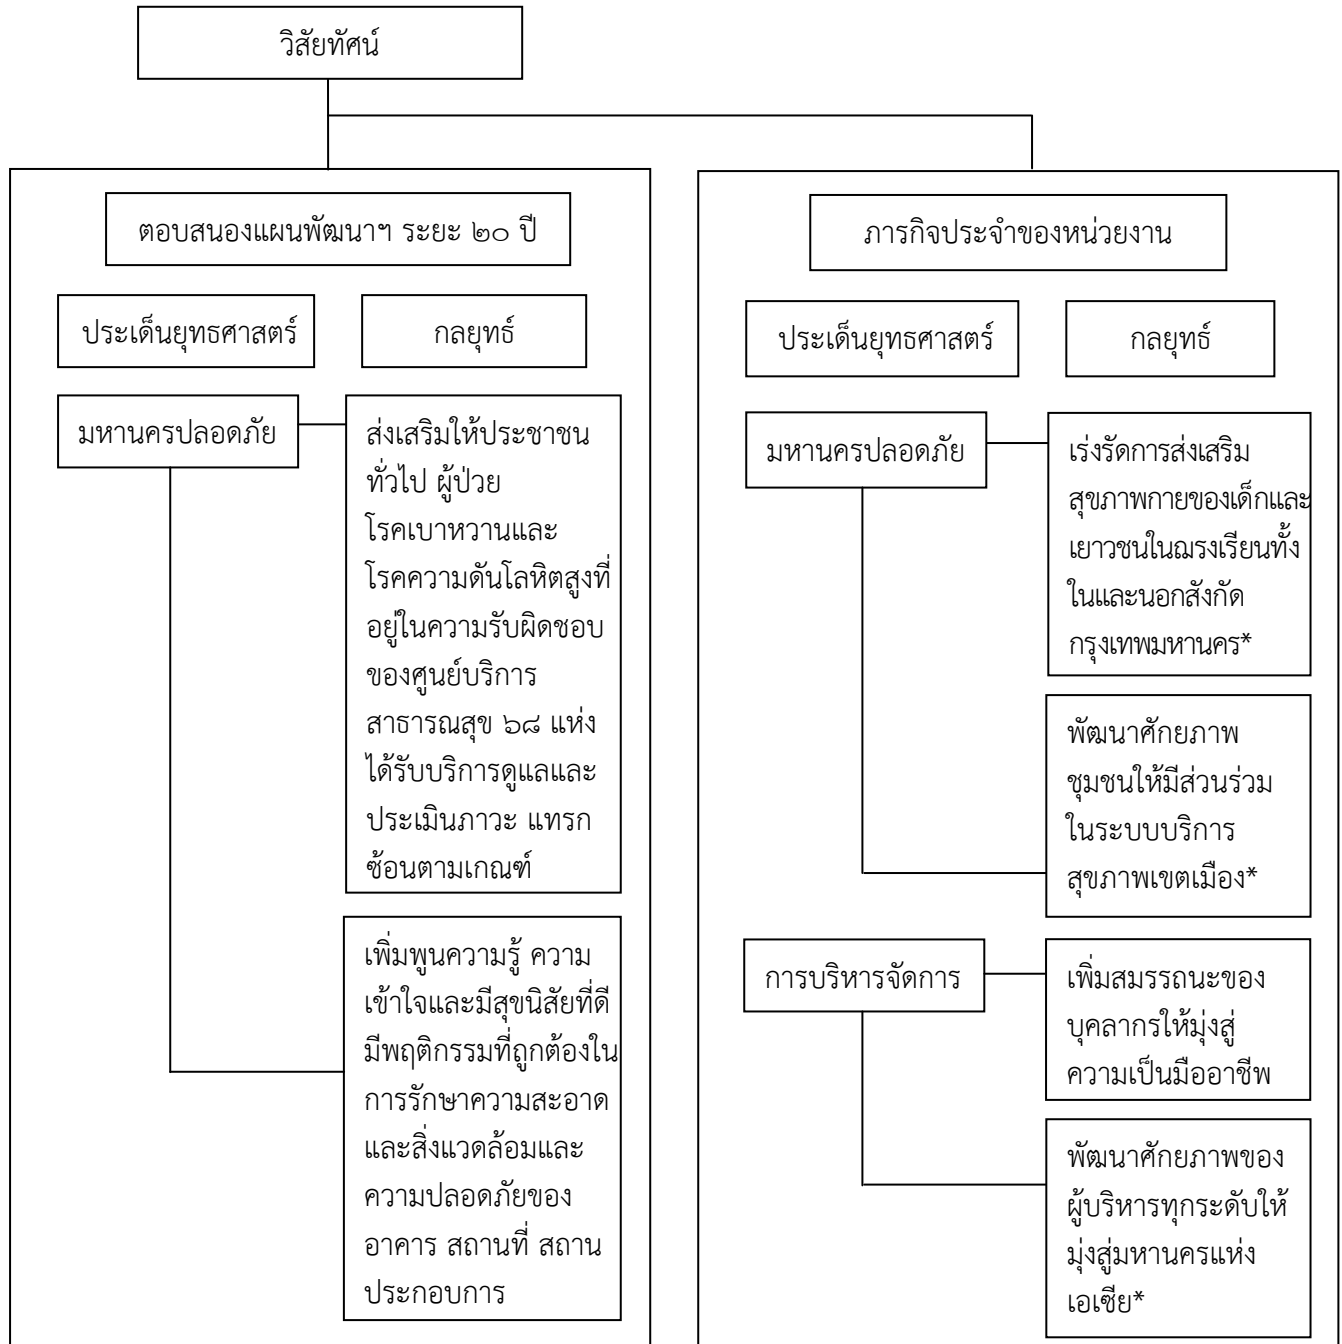 วิสัยทัศน์
ตอบสนองแผนพัฒนาฯ ระยะ ๒๐ ปี
ประเด็นยุทธศาสตร์
กลยุทธ์
มหานครปลอดภัย
ส่งเสริมให้ประชาชน
ทั่วไป ผู้ป่วย
โรคเบาหวานและ
โรคความดันโลหิตสูงที่
อยู่ในความรับผิดชอบ
ของศูนย์บริการ
สาธารณสุข ๖๘ แห่ง
ได้รับบริการดูแลและ
ประเมินภาวะ แทรก
ซ้อนตามเกณฑ์
เพิ่มพูนความรู้ ความ
เข้าใจและมีสุขนิสัยที่ดี
มีพฤติกรรมที่ถูกต้องใน
การรักษาความสะอาด
และสิ่งแวดล้อมและ
ความปลอดภัยของ
อาคาร สถานที่ สถาน
ประกอบการ
ภารกิจประจำของหน่วยงาน
ประเด็นยุทธศาสตร์
กลยุทธ์
มหานครปลอดภัย
เร่งรัดการส่งเสริม
สุขภาพกายของเด็กและ
เยาวชนในฌรงเรียนทั้ง
ในและนอกสังกัด
กรุงเทพมหานคร*
พัฒนาศักยภาพ
ชุมชนให้มีส่วนร่วม
ในระบบบริการ
สุขภาพเขตเมือง*
การบริหารจัดการ
เพิ่มสมรรถนะของ
บุคลากรให้มุ่งสู่
ความเป็นมืออาชีพ
พัฒนาศักยภาพของ
ผู้บริหารทุกระดับให้
มุ่งสู่มหานครแห่ง
เอเซีย*